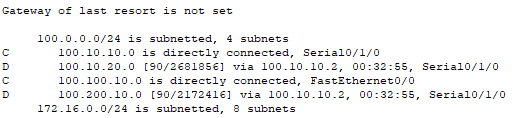 Gateway of last resort is not set
100.0.0.0/24 is subnetted, 4 subnets
C 100.10.10.0 is directly connected, Serial0/1/0
D 100.10.20.0 [90/2681856] via 100.10.10.2, 00:32:55, Serial0/1/0
C 100.100.10.0 is directly connected, FastEthernet0/0
D 100.200.10.0 [90/2172416] via 100.10.10.2, 00:32:55, Serial0/1/0
172.16.0.0/24 is subnetted, 8 subnets